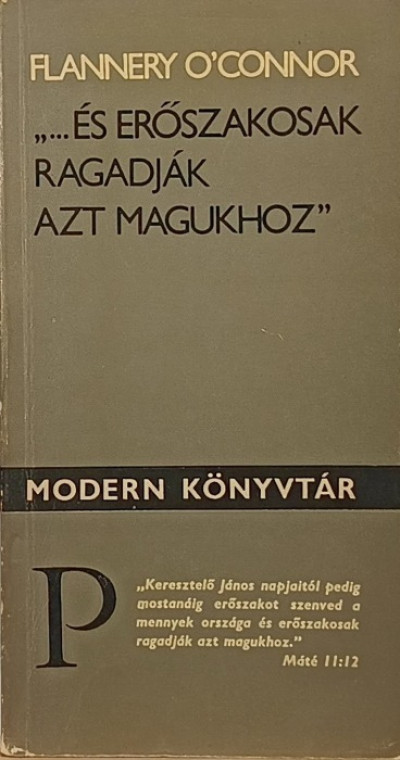 FLANNERY O'CONNOR
„...ÉS ERŐSZAKOSAK
RAGADJÁK
AZT MAGUKHOZ”
MODERN KÖNYVTÁR
P
„Keresztelő János napjaitól pedig
mostanáig erőszakot szenved a
mennyek országa és erőszakosak
ragadják azt magukhoz.”
Máté 11:12